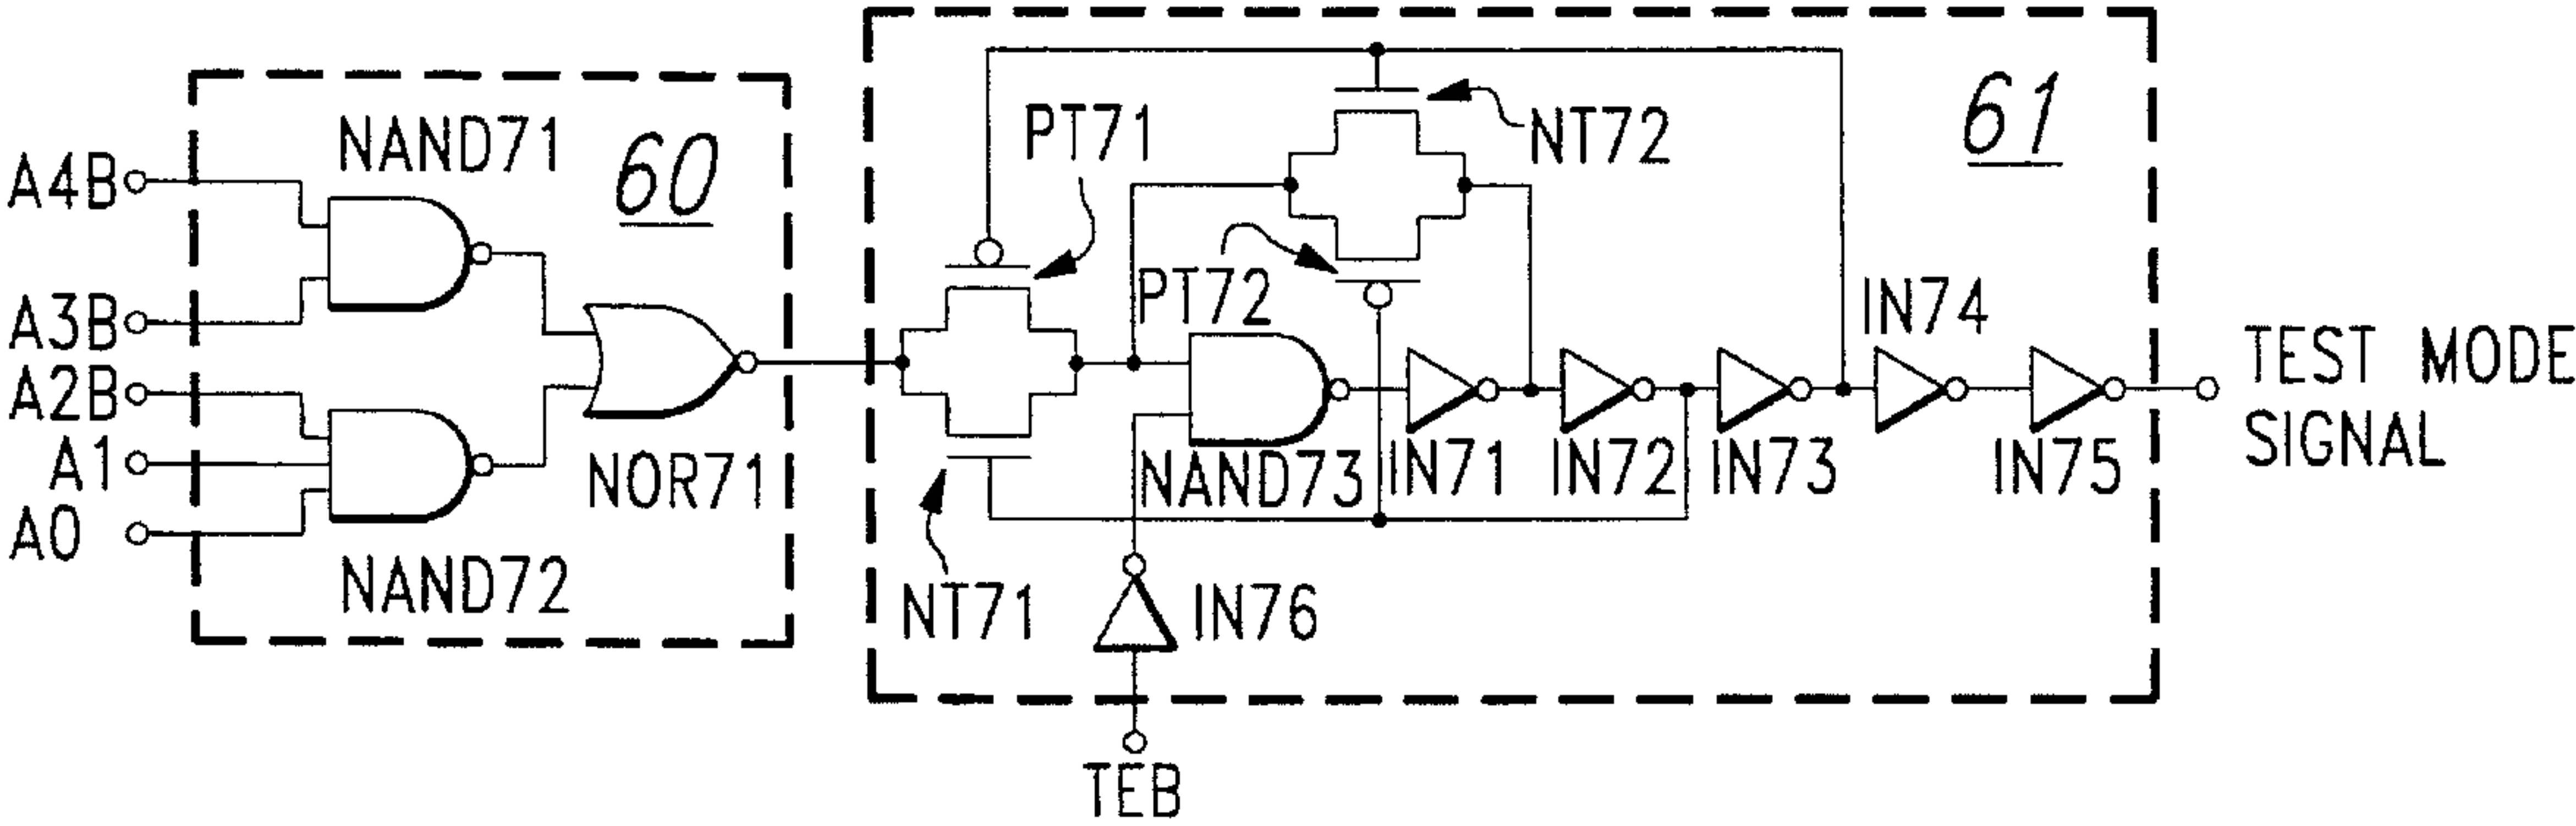 NAND71
60
A4B
A3B
A2B
A1
A0
NOR71
NAND72
61
PT71
NT72
PT72
IN74
TEST MODE
SIGNAL
NAND73
IN71
IN72
IN73
IN75
NT71
IN76
TEB